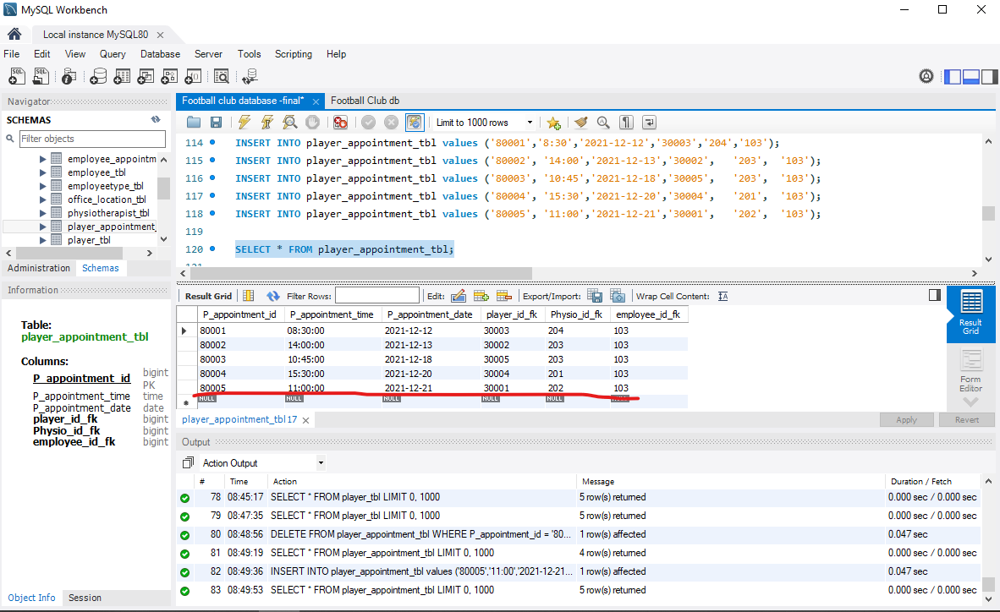 MySQL Workbench
Local instance MySQL80
File Edit View Query Database Server Tools Scripting Help
Navigator
SCHEMAS
Filter objects
employee_appointm
employee_tbl
employeetype_tbl
office_location_tbl
physiotherapist_tbl
player_appointment_
player_tbl
Administration Schemas
Information
Table:
player_appointment_tbl
Columns:
P_appointment_id bigint PK
P_appointment_time time
P_appointment_date date
player_id_fk bigint
Physio_id_fk bigint
employee_id_fk bigint
Object Info Session
Football club database -final* Football Club db
Limit to 1000 rows
114 INSERT INTO player_appointment_tbl values ('80001','8:30','2021-12-12','30003','204','103');
115 INSERT INTO player_appointment_tbl values ('80002', '14:00','2021-12-13','30002', '203', '103');
116 INSERT INTO player_appointment_tbl values ('80003', '10:45','2021-12-18','30005', '203', '103');
117 INSERT INTO player_appointment_tbl values ('80004', '15:30','2021-12-20','30004', '201', '103');
118 INSERT INTO player_appointment_tbl values ('80005', '11:00','2021-12-21','30001', '202', '103');
119
120 SELECT * FROM player_appointment_tbl;
Result Grid Filter Rows: Edit: Export/Import: Wrap Cell Content:
P_appointment_id P_appointment_time P_appointment_date player_id_fk Physio_id_fk employee_id_fk
80001 08:30:00 2021-12-12 30003 204 103
80002 14:00:00 2021-12-13 30002 203 103
80003 10:45:00 2021-12-18 30005 203 103
80004 15:30:00 2021-12-20 30004 201 103
80005 11:00:00 2021-12-21 30001 202 103
NULL NULL NULL NULL NULL NULL
Result Grid
Form Editor
player_appointment_tbl 17
Apply Revert
Output
Action Output
# Time Action Message Duration / Fetch
78 08:45:17 SELECT * FROM player_tbl LIMIT 0, 1000 5 row(s) returned 0.000 sec / 0.000 sec
79 08:47:35 SELECT * FROM player_tbl LIMIT 0, 1000 5 row(s) returned 0.000 sec / 0.000 sec
80 08:48:56 DELETE FROM player_appointment_tbl WHERE P_appointment_id = '80... 1 row(s) affected 0.047 sec
81 08:49:19 SELECT * FROM player_appointment_tbl LIMIT 0, 1000 4 row(s) returned 0.000 sec / 0.000 sec
82 08:49:36 INSERT INTO player_appointment_tbl values ('80005','11:00','2021-12-21... 1 row(s) affected 0.047 sec
83 08:49:53 SELECT * FROM player_appointment_tbl LIMIT 0, 1000 5 row(s) returned 0.000 sec / 0.000 sec